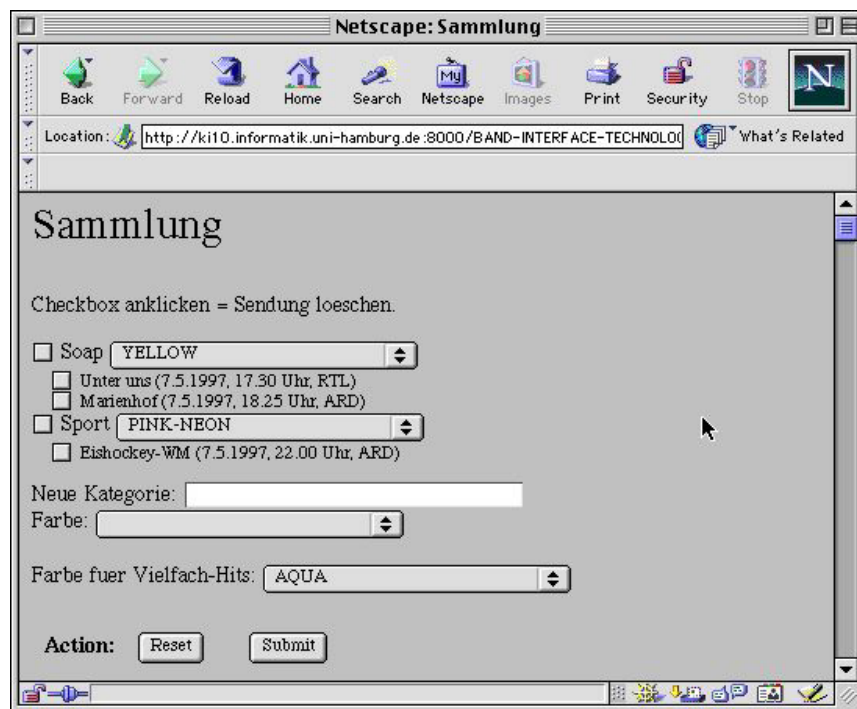 Netscape: Sammlung
Back Forward Reload Home Search Netscape Images Print Security Stop
My
N
Location: http://ki10.informatik.uni-hamburg.de:8000/BAND-INTERFACE-TECHNOLO What's Related
Sammlung
Checkbox anklicken = Sendung loeschen.
Soap YELLOW
Unter uns (7.5.1997, 17.30 Uhr, RTL)
Marienhof (7.5.1997, 18.25 Uhr, ARD)
Sport PINK-NEON
Eishockey-WM (7.5.1997, 22.00 Uhr, ARD)
Neue Kategorie:
Farbe:
Farbe fuer Vielfach-Hits: AQUA
Action: Reset Submit